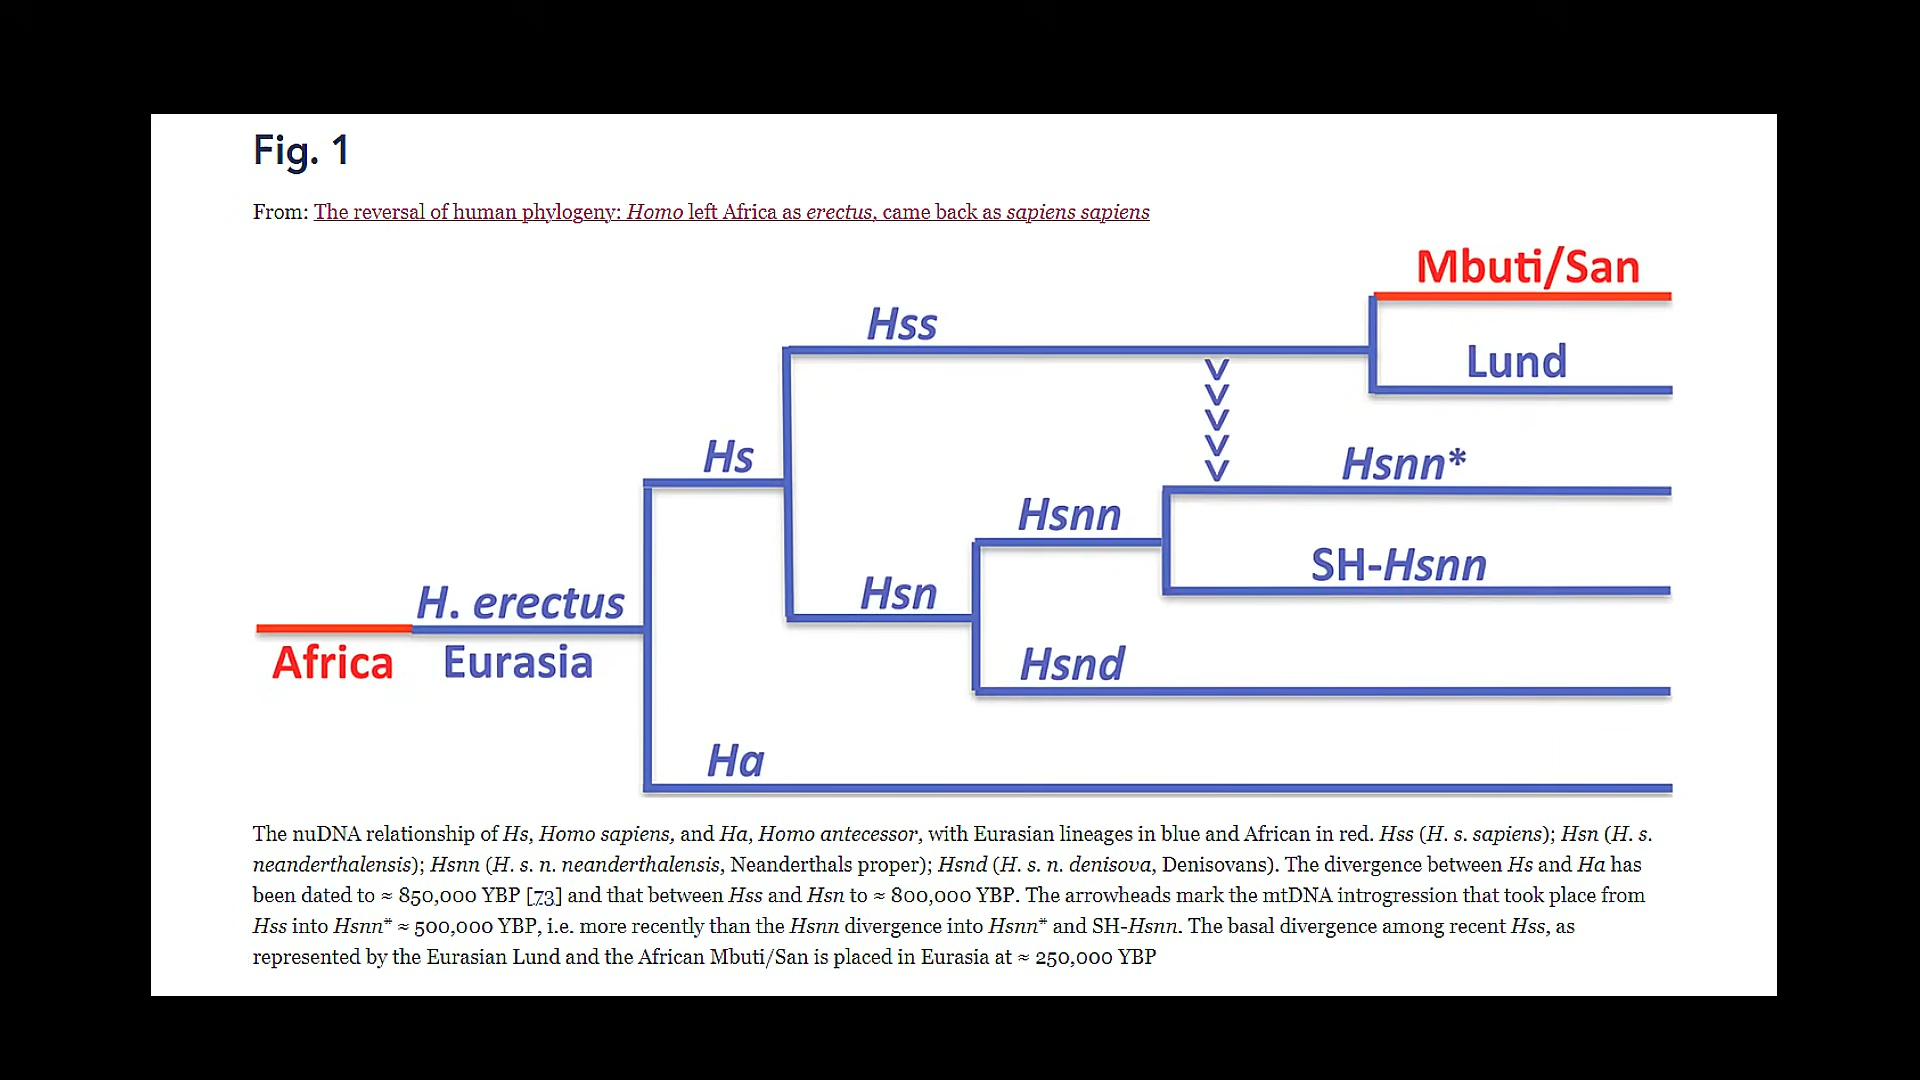 Fig. 1
From: The reversal of human phylogeny: Homo left Africa as erectus, came back as sapiens sapiens
Mbuti/San
Hss
Lund
>
>
>
>
>
Hs
Hsnn*
Hsnn
SH-Hsnn
Hsn
H. erectus
Africa
Eurasia
Hsnd
Ha
The nuDNA relationship of Hs, Homo sapiens, and Ha, Homo antecessor, with Eurasian lineages in blue and African in red. Hss (H. s. sapiens); Hsn (H. s.
neanderthalensis); Hsnn (H. s. n. neanderthalensis, Neanderthals proper); Hsnd (H. s. n. denisova, Denisovans). The divergence between Hs and Ha has
been dated to ≈ 850,000 YBP [73] and that between Hss and Hsn to ≈ 800,000 YBP. The arrowheads mark the mtDNA introgression that took place from
Hss into Hsnn* ≈ 500,000 YBP, i.e. more recently than the Hsnn divergence into Hsnn* and SH-Hsnn. The basal divergence among recent Hss, as
represented by the Eurasian Lund and the African Mbuti/San is placed in Eurasia at ≈ 250,000 YBP